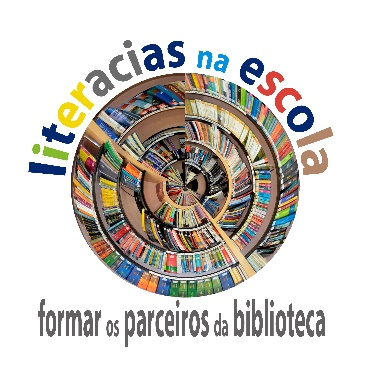 literacias na escola
formar os parceiros da biblioteca